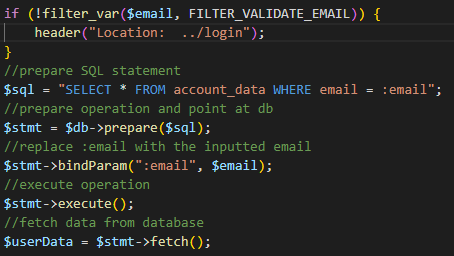 if (!filter_var($email, FILTER_VALIDATE_EMAIL)) {
    header("Location:  ../login");
}
//prepare SQL statement
$sql = "SELECT * FROM account_data WHERE email = :email";
//prepare operation and point at db
$stmt = $db->prepare($sql);
//replace :email with the inputted email
$stmt->bindParam(":email", $email);
//execute operation
$stmt->execute();
//fetch data from database
$userData = $stmt->fetch();